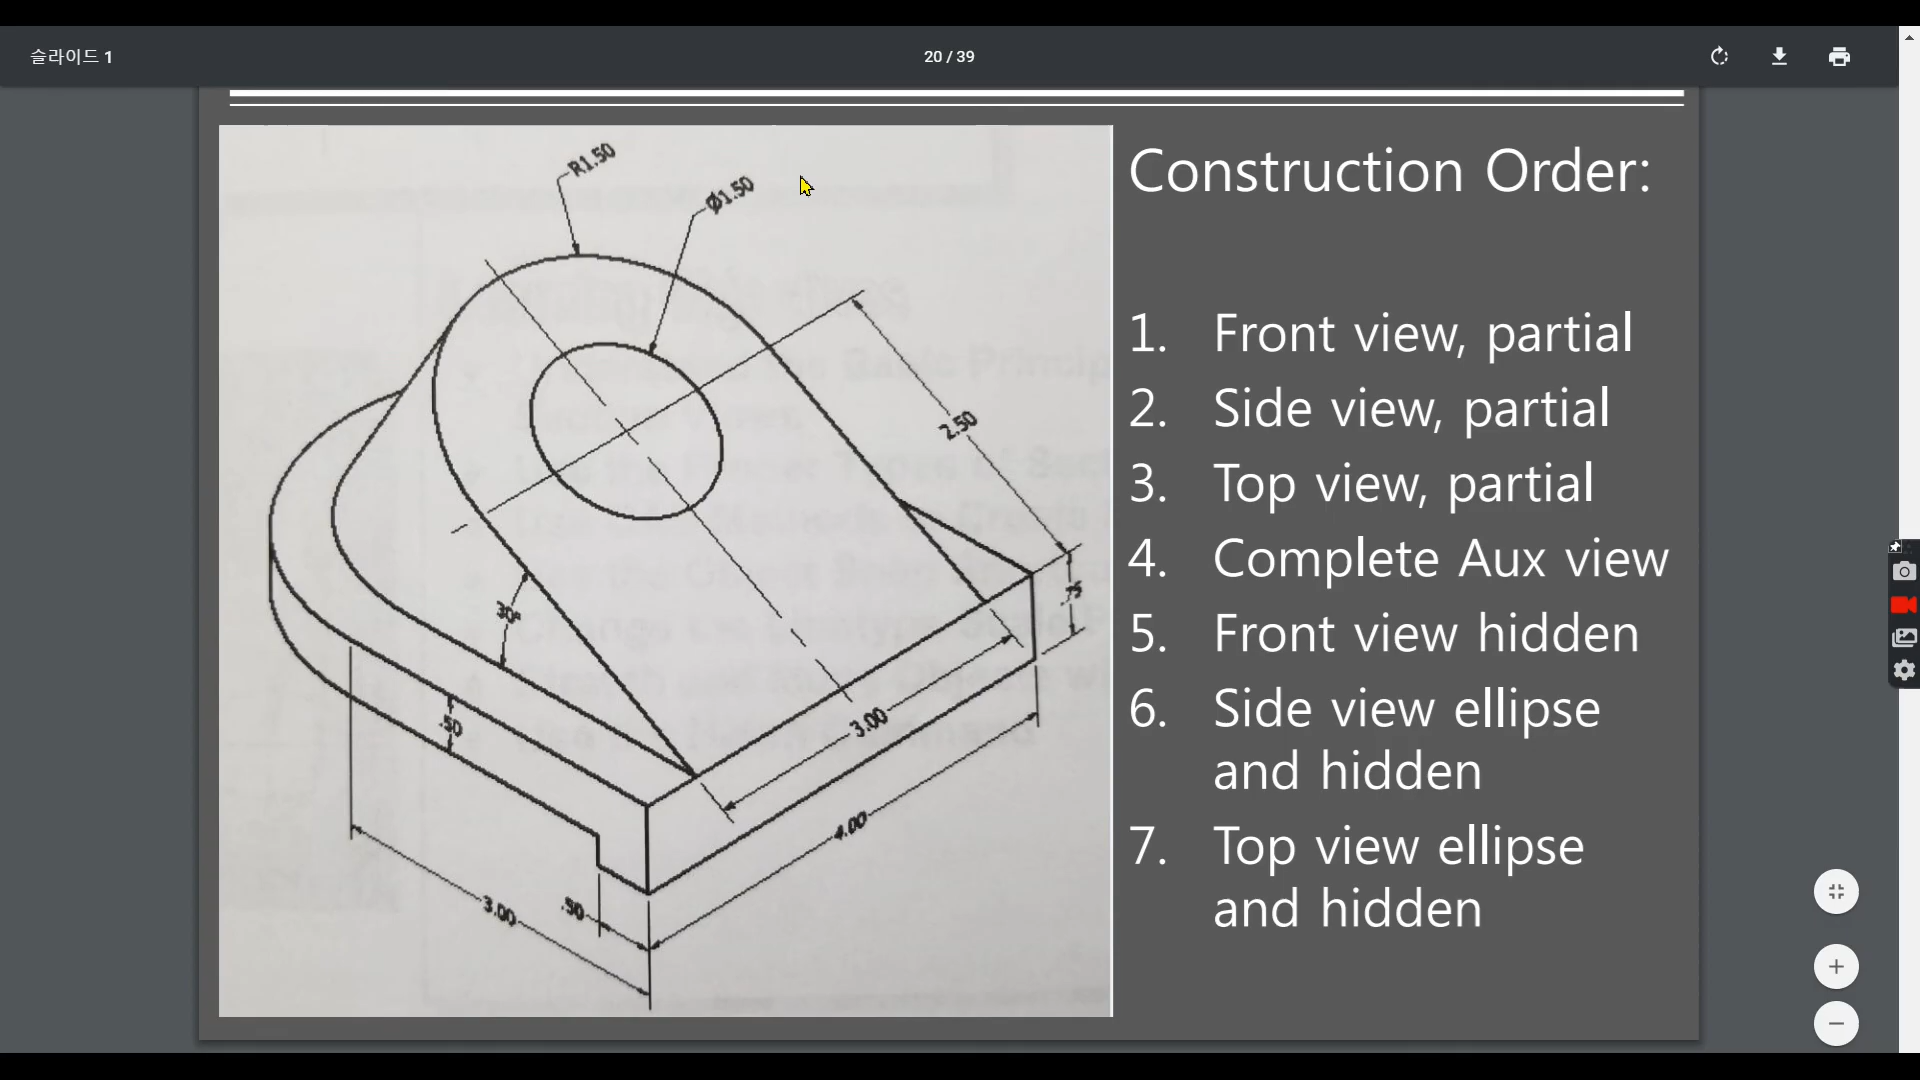 슬라이드 1
20 / 39
R1.50
Ø1.50
2.50
.75
30°
3.00
.50
4.00
3.00
.50
Construction Order:
1. Front view, partial
2. Side view, partial
3. Top view, partial
4. Complete Aux view
5. Front view hidden
6. Side view ellipse
and hidden
7. Top view ellipse
and hidden